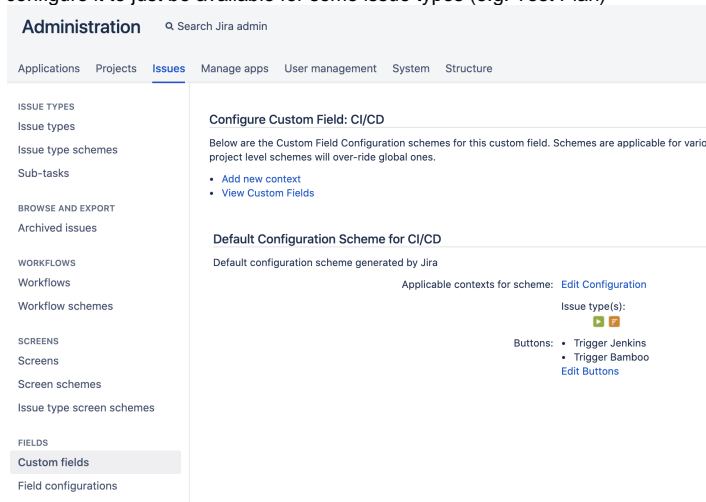 configure it to just be available for some issue types (e.g. Test Plan)
Administration Search Jira admin
Applications Projects Issues Manage apps User management System Structure
ISSUE TYPES
Issue types
Issue type schemes
Sub-tasks
BROWSE AND EXPORT
Archived issues
WORKFLOWS
Workflows
Workflow schemes
SCREENS
Screens
Screen schemes
Issue type screen schemes
FIELDS
Custom fields
Field configurations
Configure Custom Field: CI/CD
Below are the Custom Field Configuration schemes for this custom field. Schemes are applicable for
project level schemes will over-ride global ones.
• Add new context
• View Custom Fields
Default Configuration Scheme for CI/CD
Default configuration scheme generated by Jira
Applicable contexts for scheme: Edit Configuration
Issue type(s):
Buttons: • Trigger Jenkins
• Trigger Bamboo
Edit Buttons